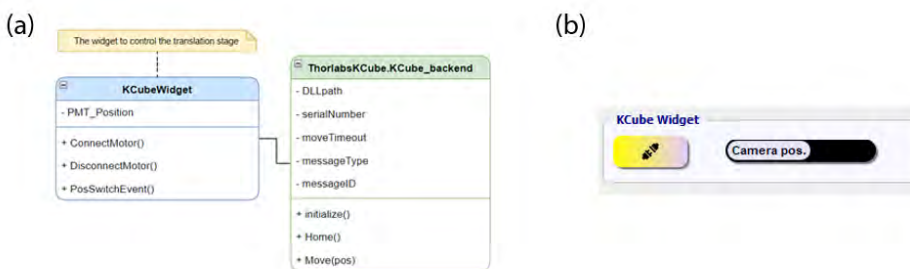 (a)
The widget to control the translation stage
KCubeWidget
- PMT_Position
+ ConnectMotor()
+ DisconnectMotor()
+ PosSwitchEvent()
ThorlabsKCube.KCube_backend
- DLLpath
- serialNumber
- moveTimeout
- messageType
- messageID
+ initialize()
+ Home()
+ Move(pos)
(b)
KCube Widget
Camera pos.